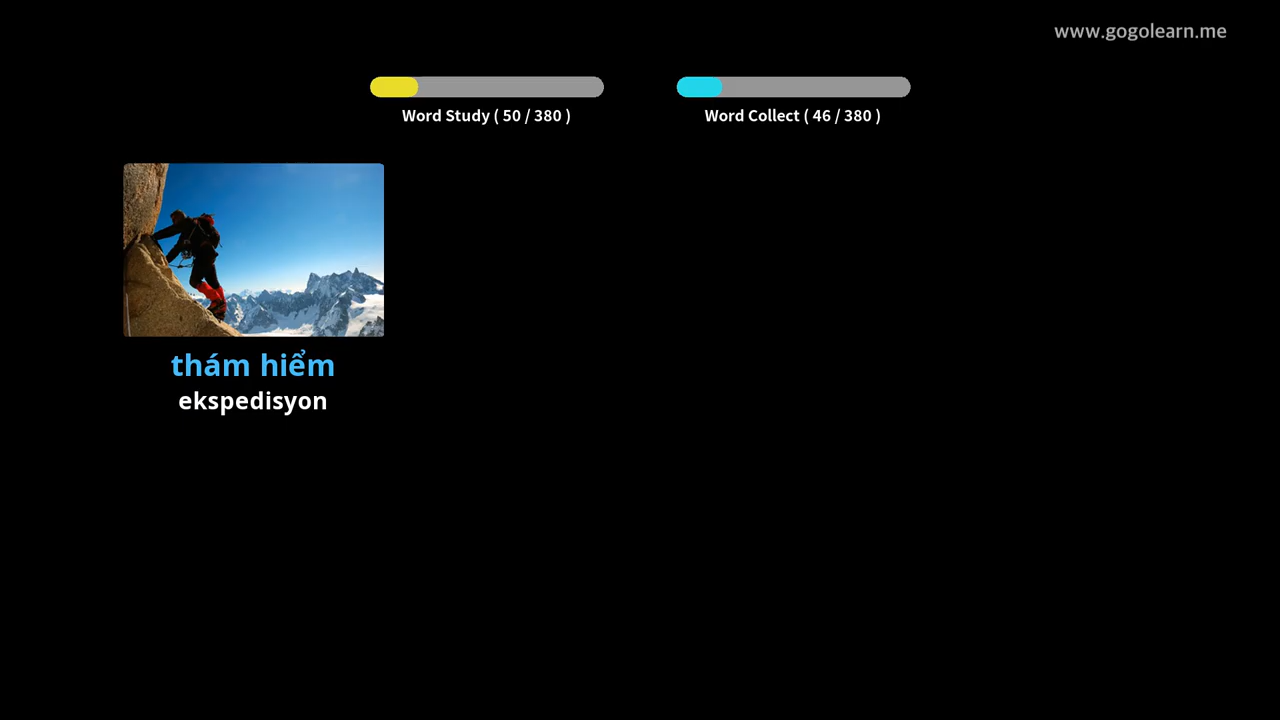 www.gogolearn.me
Word Study ( 50 / 380 )
Word Collect ( 46 / 380 )
thám hiểm
ekspedisyon